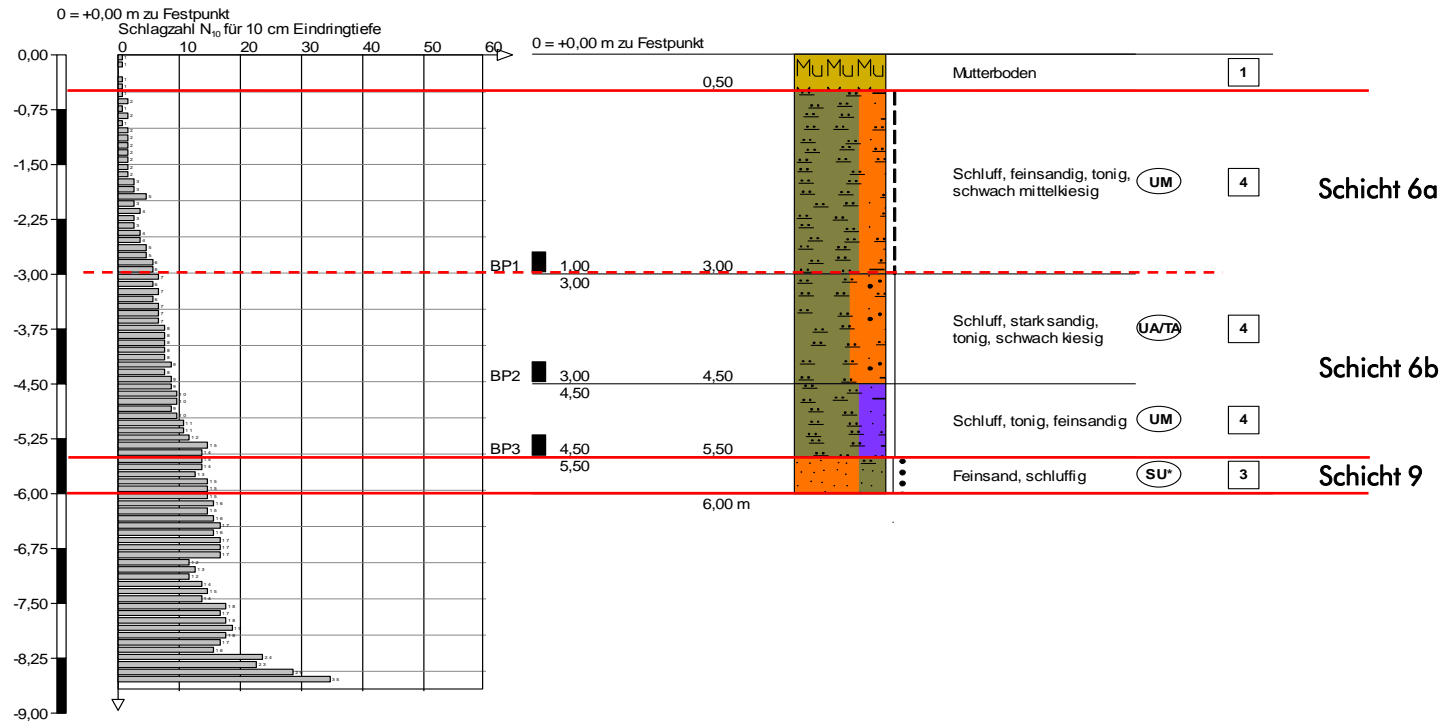 0 = +0,00 m zu Festpunkt
Schlagzahl N₁₀ für 10 cm Eindringtiefe
0 10 20 30 40 50 60
0 = +0,00 m zu Festpunkt
0,00
-0,75
-1,50
-2,25
-3,00
-3,75
-4,50
-5,25
-6,00
-6,75
-7,50
-8,25
-9,00
Mu Mu Mu
0,50
Mutterboden
1
Schluff, feinsandig, tonig,
schwach mittelkiesig
UM
4
Schicht 6a
BP1 1,00 3,00
3,00
Schluff, stark sandig,
tonig, schwach kiesig
UA/TA
4
Schicht 6b
BP2 3,00 4,50
4,50
Schluff, tonig, feinsandig
UM
4
BP3 4,50 5,50
5,50
Feinsand, schluffig
SU*
3
Schicht 9
6,00 m